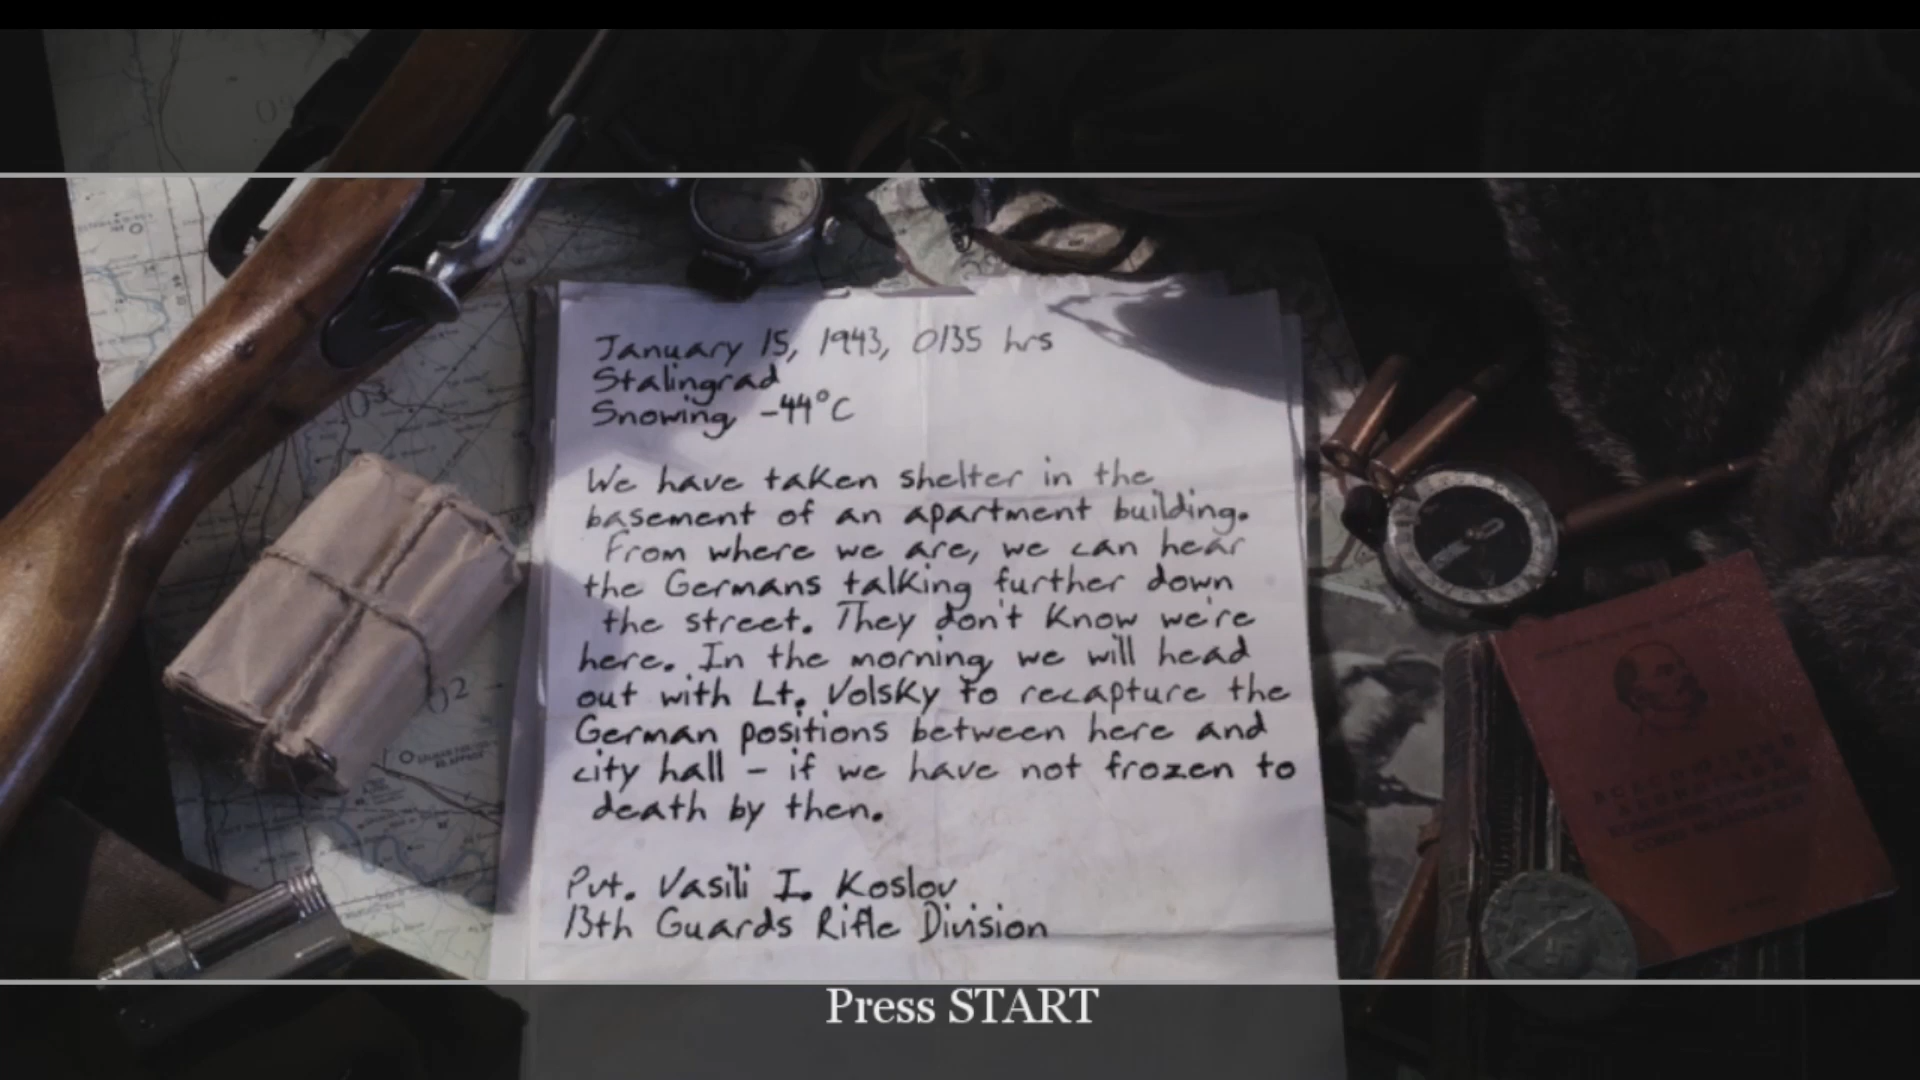 January 15, 1943, 0135 hrs
Stalingrad
Snowing, -44°C
We have taken shelter in the
basement of an apartment building.
From where we are, we can hear
the Germans talking further down
the street. They don't know we're
here. In the morning, we will head
out with Lt. Volsky to recapture the
German positions between here and
city hall - if we have not frozen to
death by then.
Pvt. Vasili I. Koslov
13th Guards Rifle Division
02
03
Press START